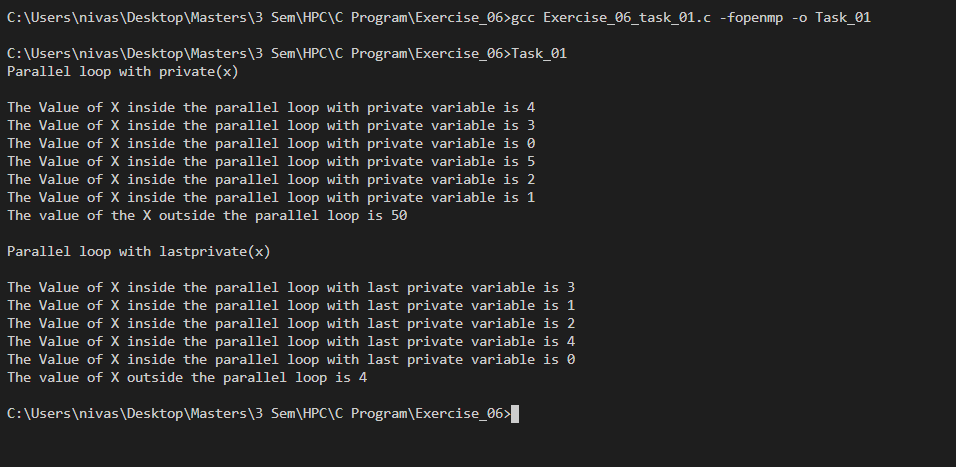 C:\Users\nivas\Desktop\Masters\3 Sem\HPC\C Program\Exercise_06>gcc Exercise_06_task_01.c -fopenmp -o Task_01
C:\Users\nivas\Desktop\Masters\3 Sem\HPC\C Program\Exercise_06>Task_01
Parallel loop with private(x)
The Value of X inside the parallel loop with private variable is 4
The Value of X inside the parallel loop with private variable is 3
The Value of X inside the parallel loop with private variable is 0
The Value of X inside the parallel loop with private variable is 5
The Value of X inside the parallel loop with private variable is 2
The Value of X inside the parallel loop with private variable is 1
The value of the X outside the parallel loop is 50
Parallel loop with lastprivate(x)
The Value of X inside the parallel loop with last private variable is 3
The Value of X inside the parallel loop with last private variable is 1
The Value of X inside the parallel loop with last private variable is 2
The Value of X inside the parallel loop with last private variable is 4
The Value of X inside the parallel loop with last private variable is 0
The value of X outside the parallel loop is 4
C:\Users\nivas\Desktop\Masters\3 Sem\HPC\C Program\Exercise_06>